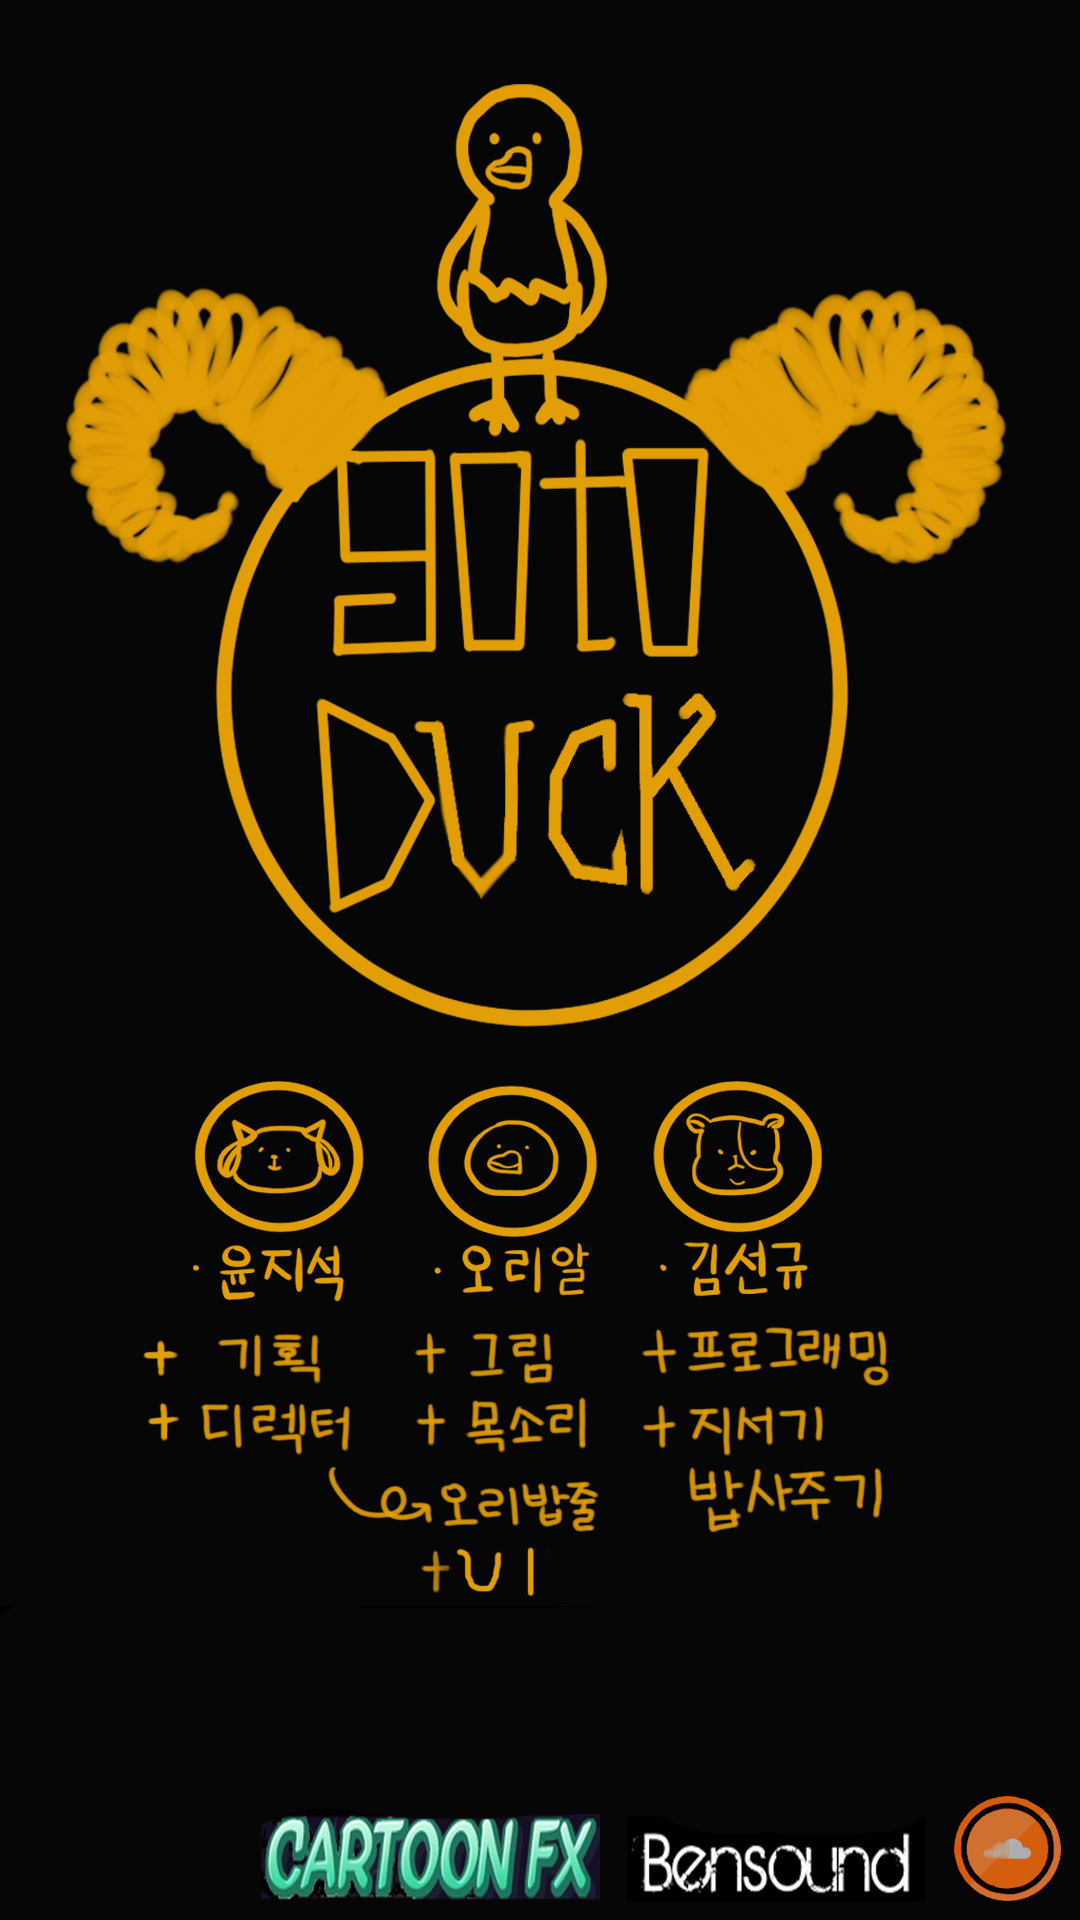 goto
DUCK
· 윤지석 · 오리알 · 김선규
+ 기획 + 그림 + 프로그래밍
+ 디렉터 + 목소리 + 지서기
오리밥줄 밥사주기
+ UI
CARTOON FX Bensound